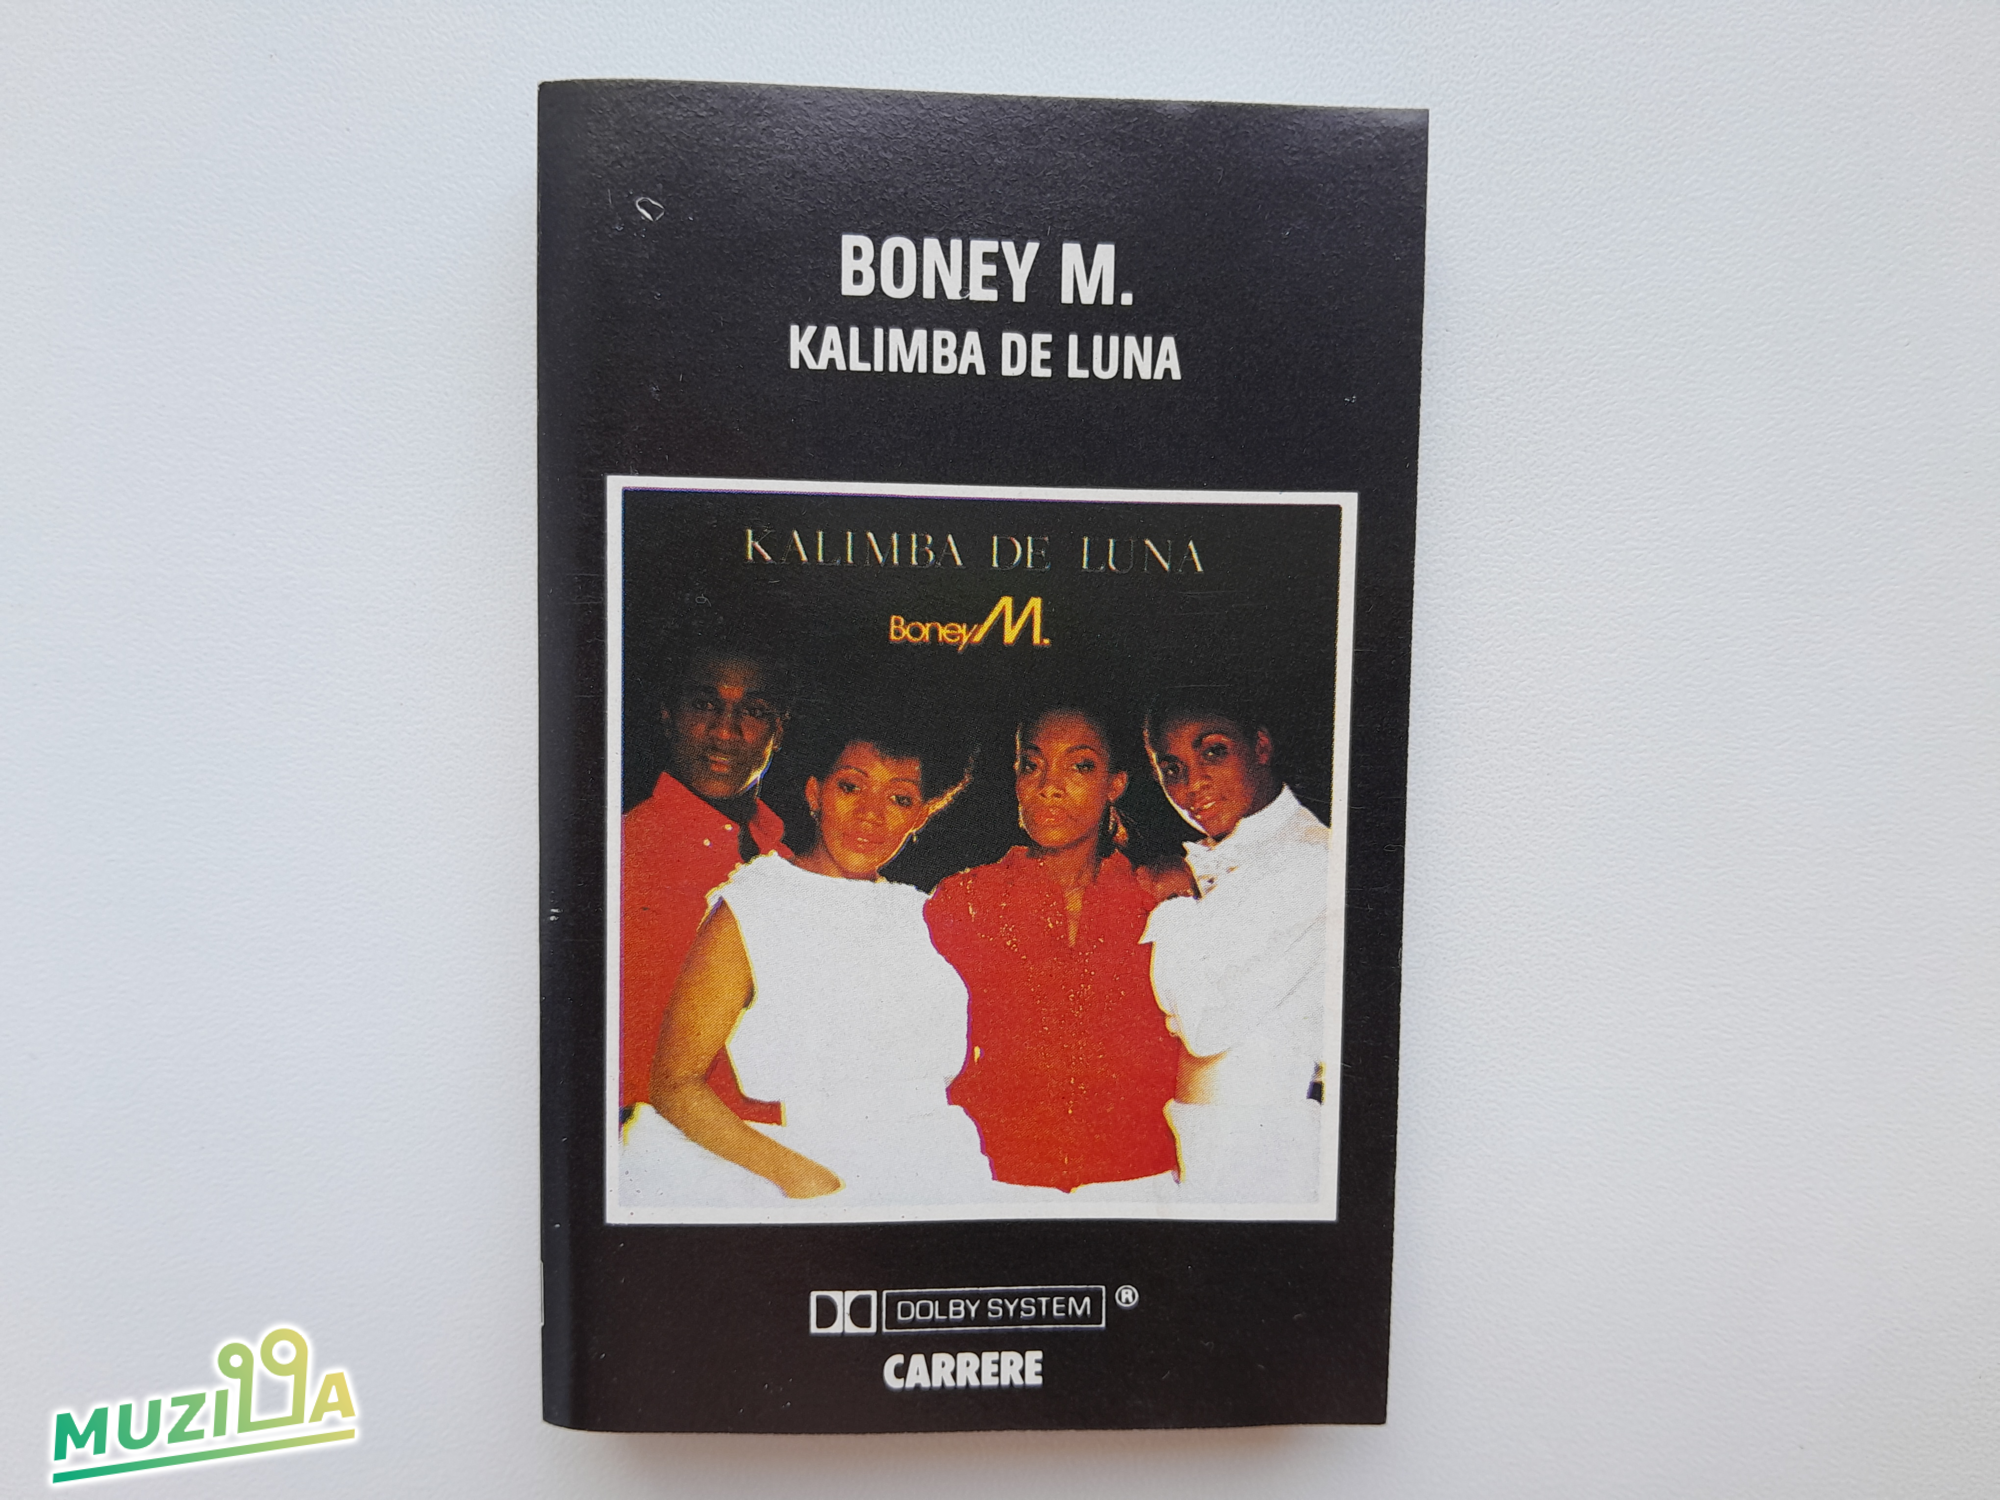 BONEY M.
KALIMBA DE LUNA
KALIMBA DE LUNA
Boney M.
DOLBY SYSTEM ®
CARRERE
MUZILLA